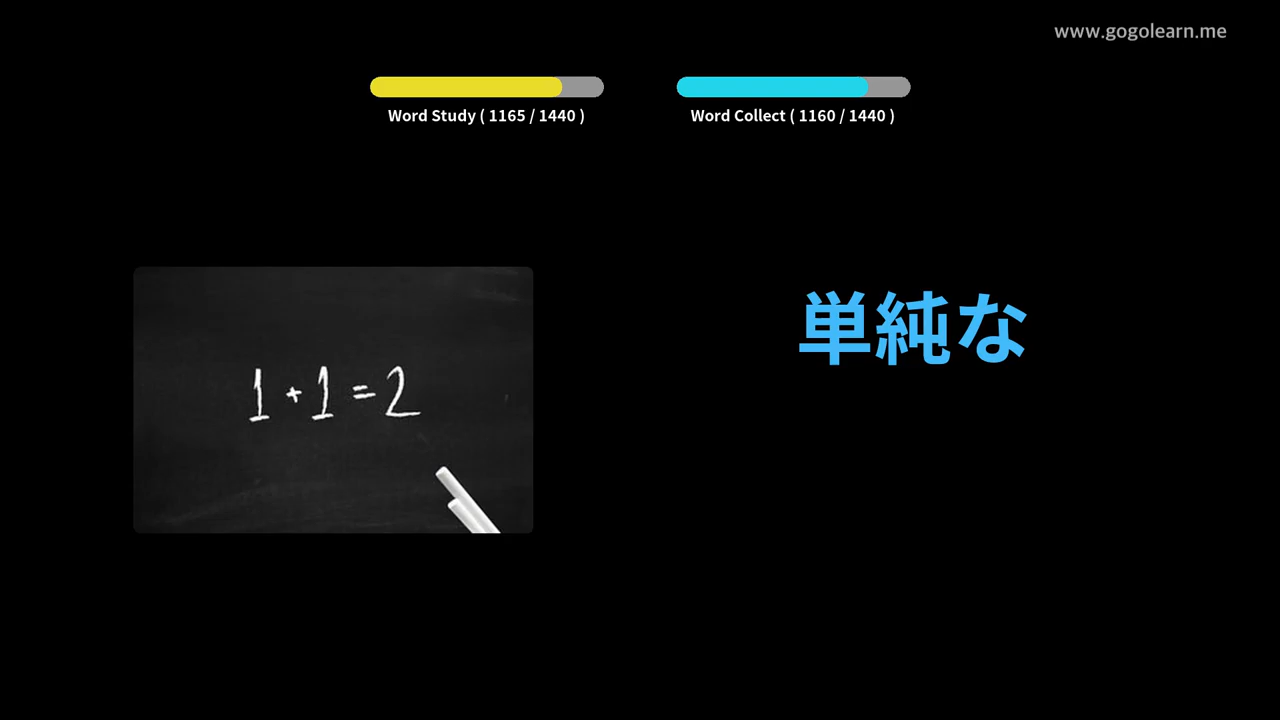 www.gogolearn.me
Word Study ( 1165 / 1440 )
Word Collect ( 1160 / 1440 )
単純な
1 + 1 = 2